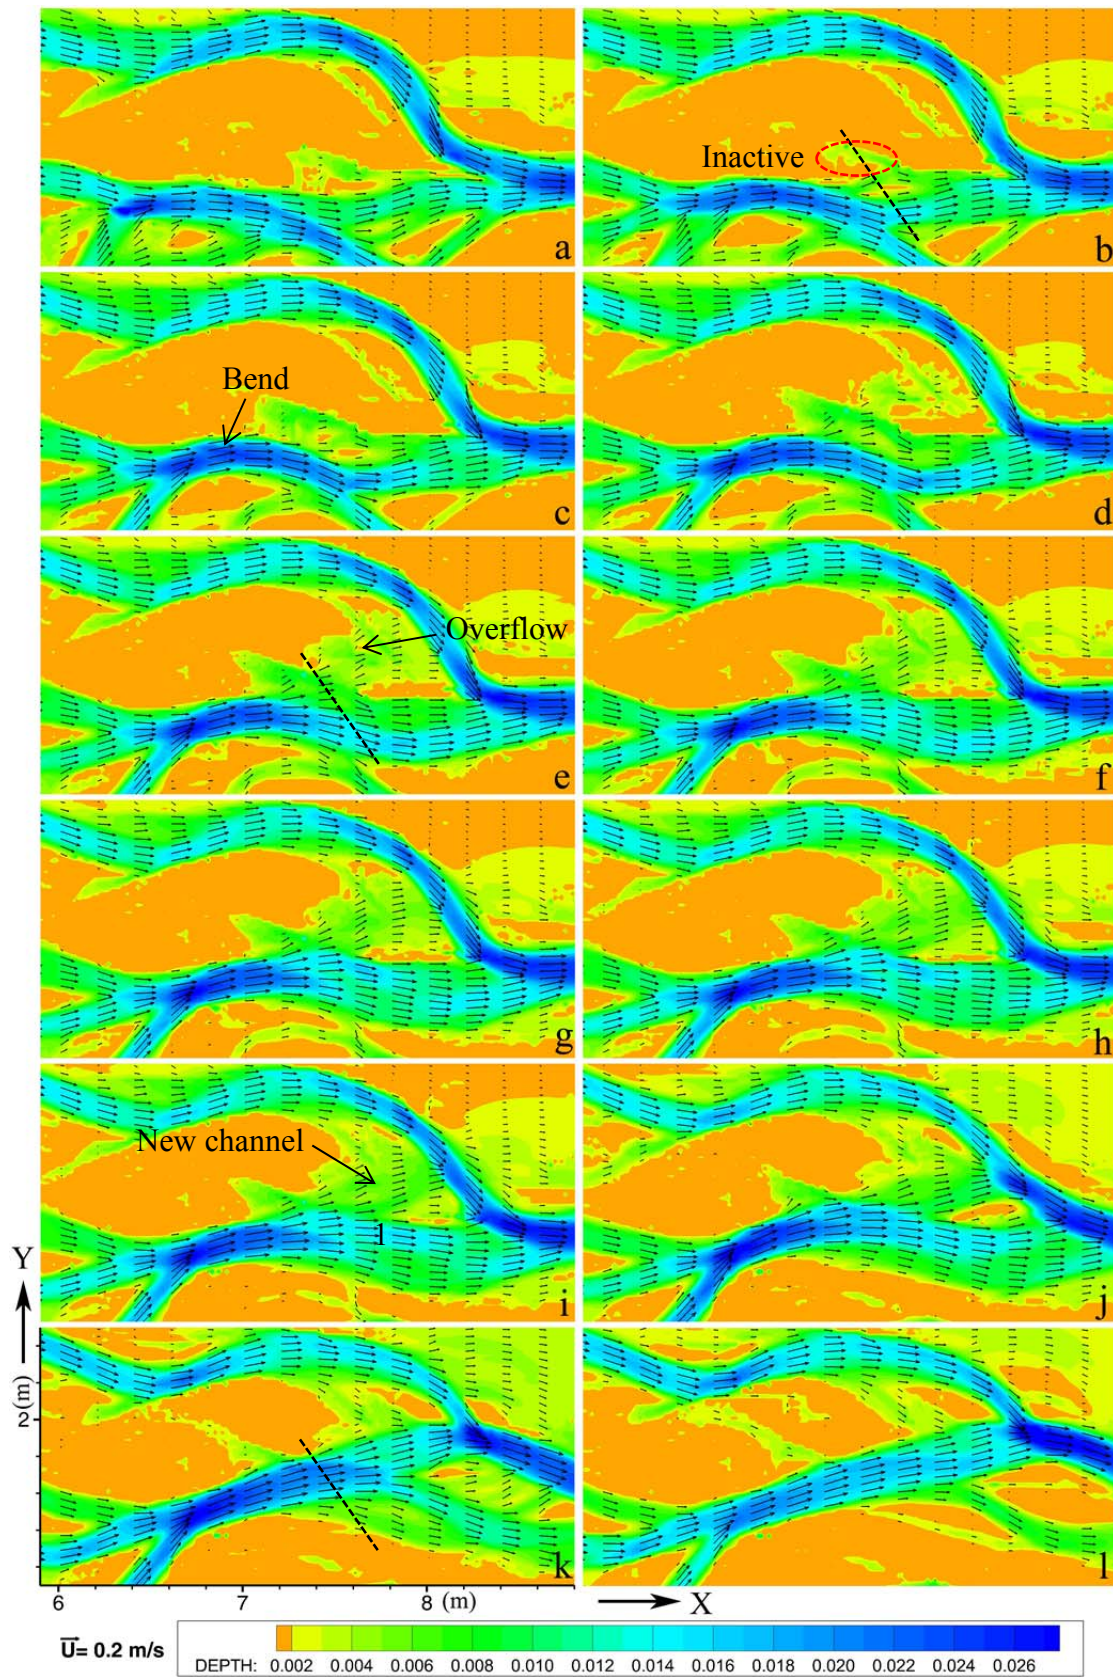 a
Inactive
b
Bend
c
d
Overflow
e
f
g
h
New channel
1
i
j
Y
(m)
2
k
l
6 7 8 (m)
X
U= 0.2 m/s
DEPTH: 0.002 0.004 0.006 0.008 0.010 0.012 0.014 0.016 0.018 0.020 0.022 0.024 0.026